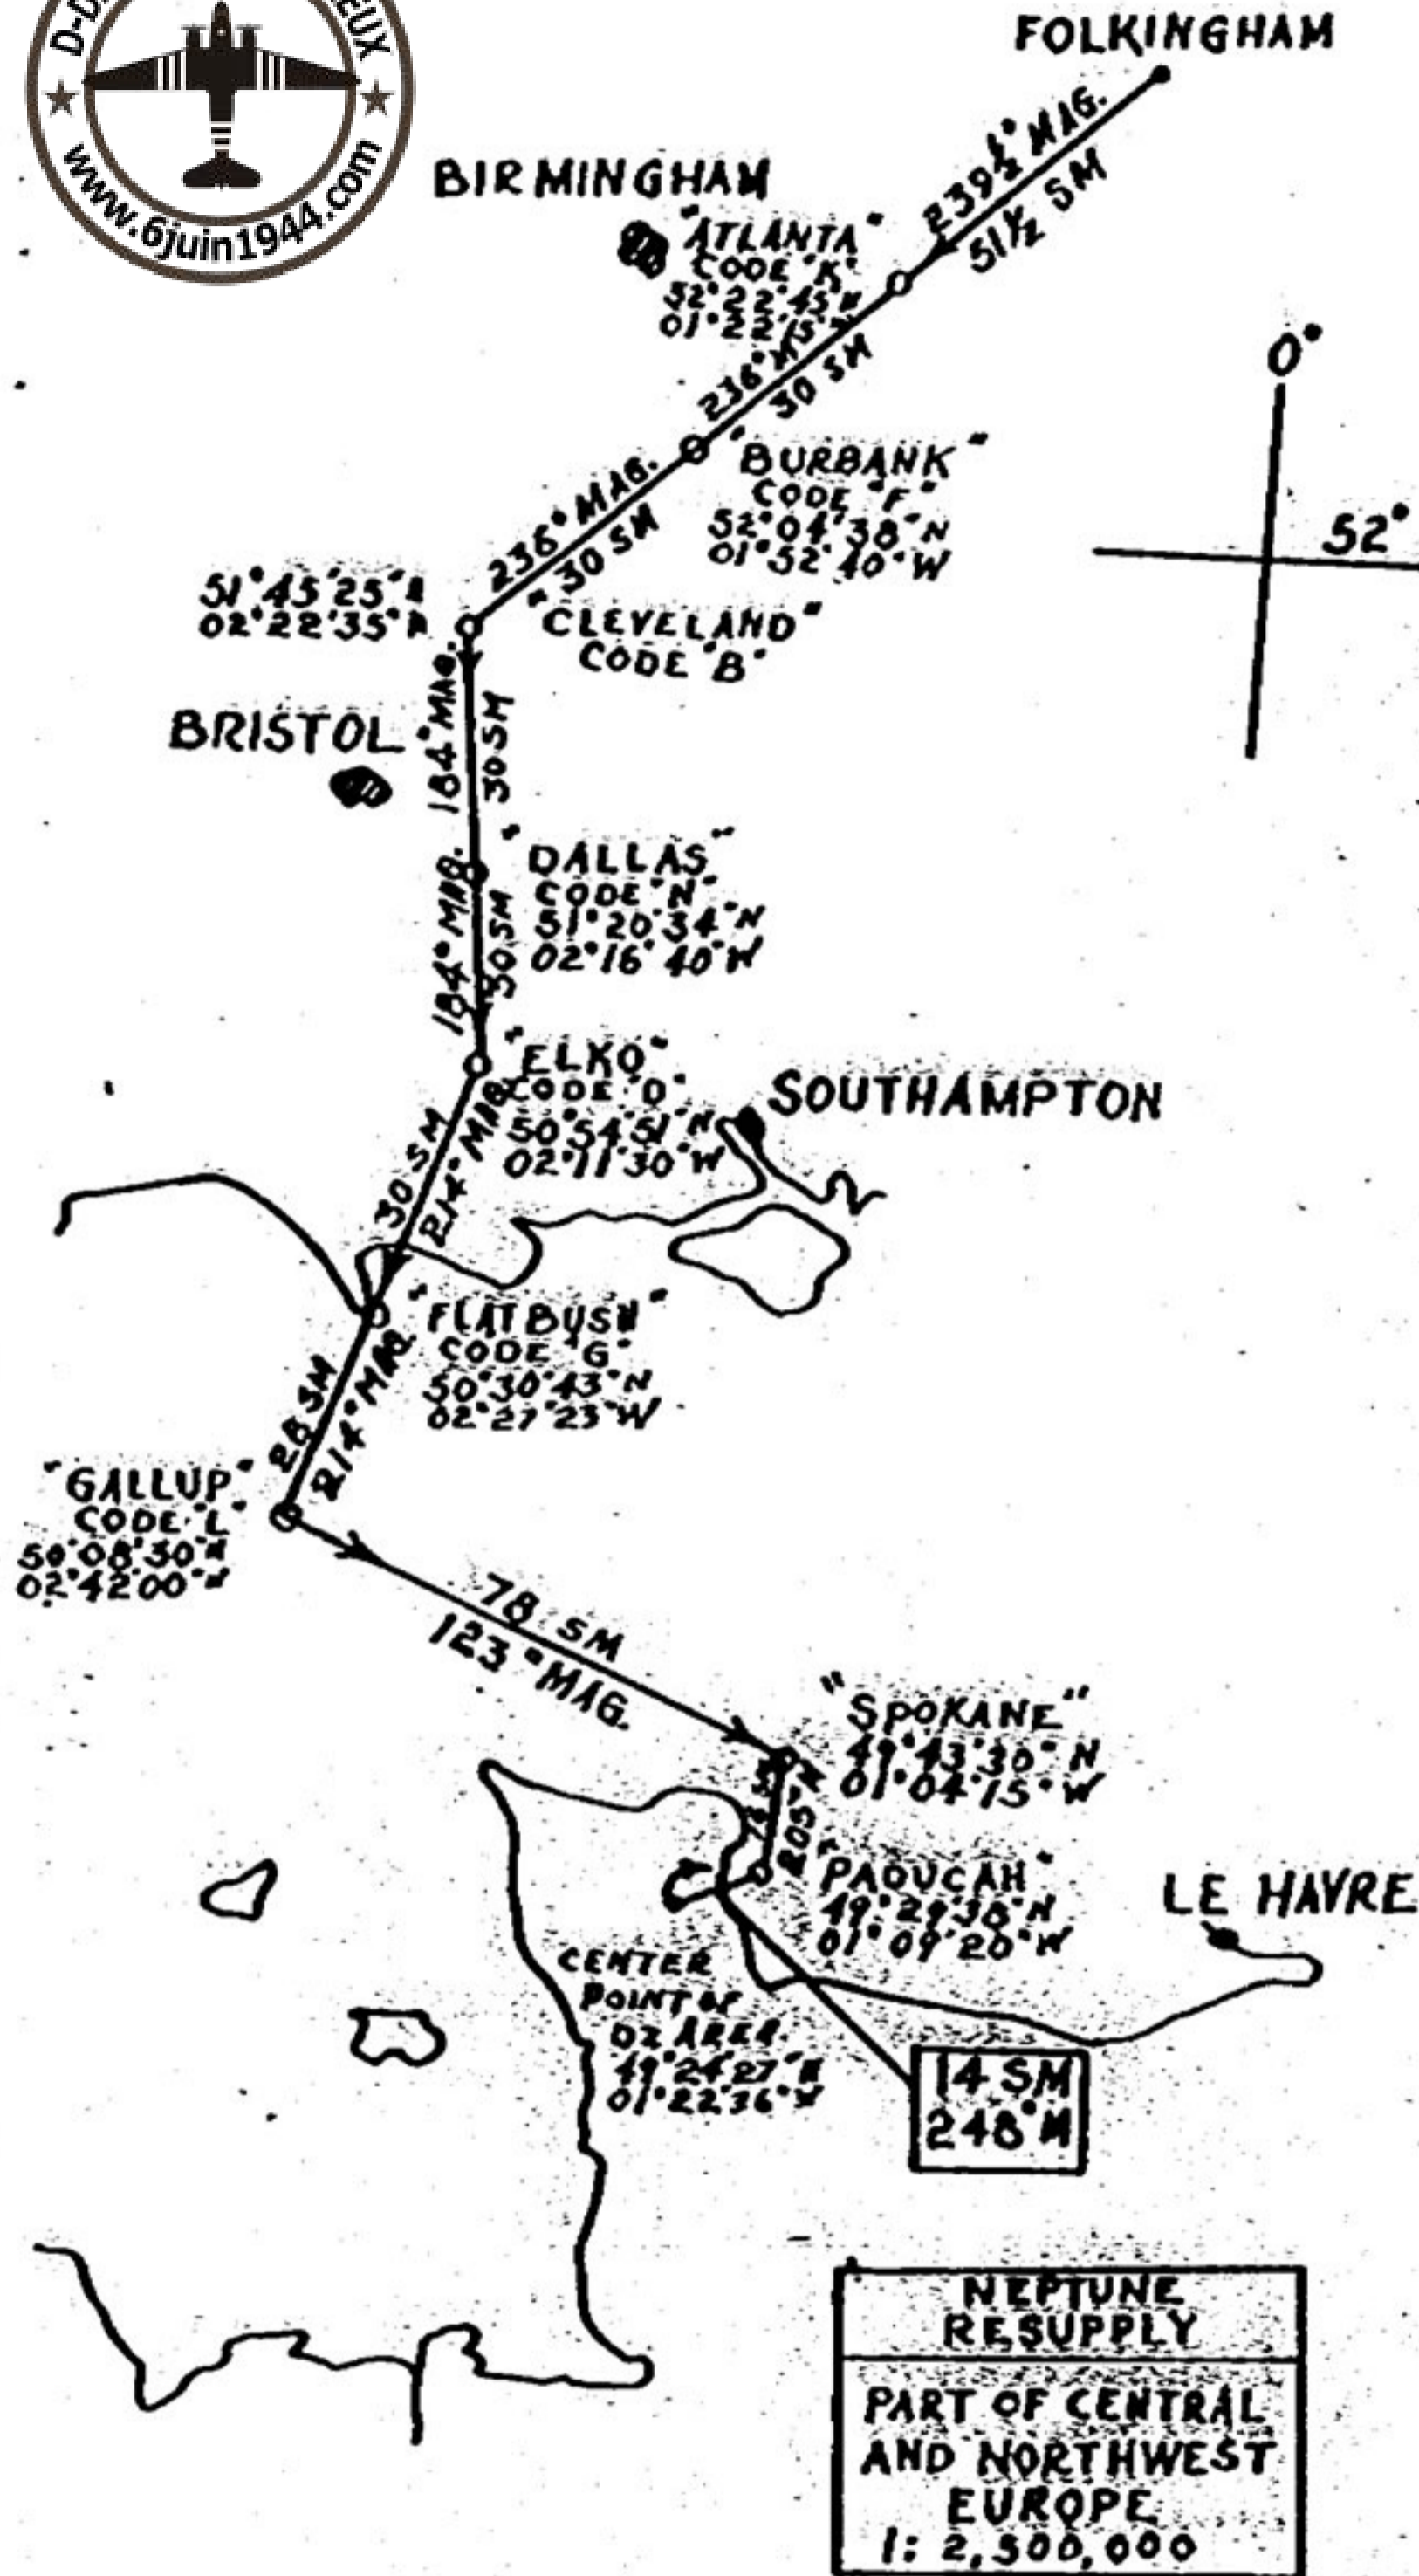 FOLKINGHAM
239½° MAG.
51½ SM
BIRMINGHAM
"ATLANTA"
CODE "K"
52°22'45"N
01°22'15"
236° M
30 SM
"BURBANK"
CODE "F"
52°04'38"N
01°52'40"W
0°
52°
236° MAG.
30 SM
51°45'25"
02°22'35"
"CLEVELAND"
CODE "B"
184° MAG.
30 SM
BRISTOL
"DALLAS"
CODE "N"
51°20'34"N
02°16'40"W
184° MAG.
30 SM
"ELKO"
CODE "D"
50°54'51"N
02°11'30"W
SOUTHAMPTON
30 SM
214° MAG.
"FLATBUSH"
CODE "G"
50°30'43"N
02°27'23"W
28 SM
214° MAG.
"GALLUP"
CODE "L"
50°08'30"N
02°42'00"W
78 SM
123° MAG.
"SPOKANE"
49°43'30"N
01°04'15"W
205° M
"PADUCAH"
49°29'38"N
01°09'20"W
LE HAVRE
CENTER
POINT OF
DZ AREA
49°24'27"N
01°22'36"W
14 SM
248° M
NEPTUNE
RESUPPLY
PART OF CENTRAL
AND NORTHWEST
EUROPE
1: 2,500,000
www.6juin1944.com